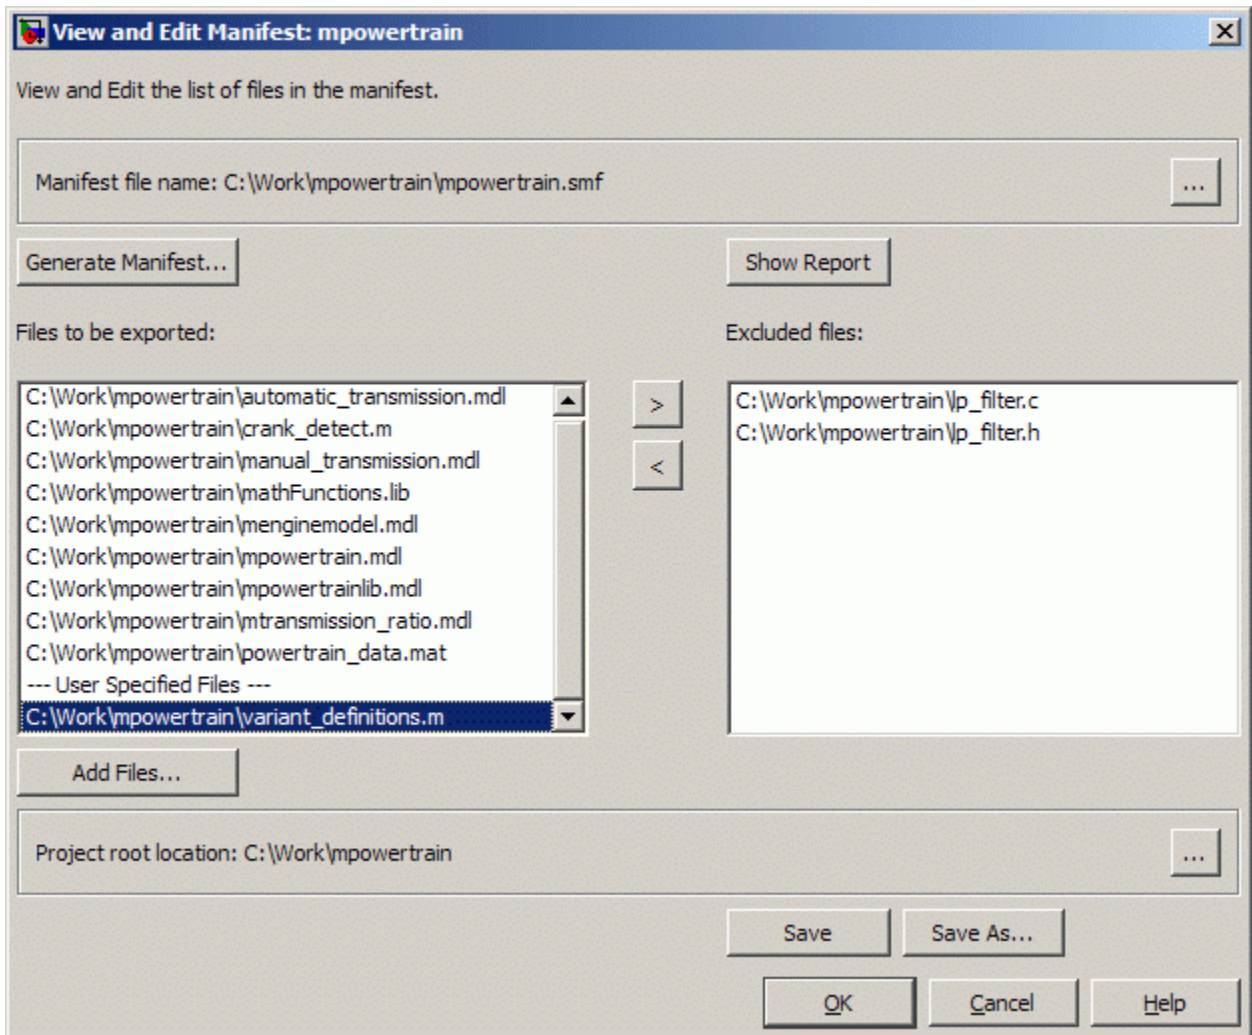 View and Edit Manifest: mpowertrain
View and Edit the list of files in the manifest.
Manifest file name: C:\Work\mpowertrain\mpowertrain.smf
...
Generate Manifest...
Show Report
Files to be exported:
Excluded files:
C:\Work\mpowertrain\automatic_transmission.mdl
C:\Work\mpowertrain\crank_detect.m
C:\Work\mpowertrain\manual_transmission.mdl
C:\Work\mpowertrain\mathFunctions.lib
C:\Work\mpowertrain\menginemodel.mdl
C:\Work\mpowertrain\mpowertrain.mdl
C:\Work\mpowertrain\mpowertrainlib.mdl
C:\Work\mpowertrain\mtransmission_ratio.mdl
C:\Work\mpowertrain\powertrain_data.mat
--- User Specified Files ---
C:\Work\mpowertrain\variant_definitions.m
>
<
C:\Work\mpowertrain\lp_filter.c
C:\Work\mpowertrain\lp_filter.h
Add Files...
Project root location: C:\Work\mpowertrain
...
Save
Save As...
OK
Cancel
Help